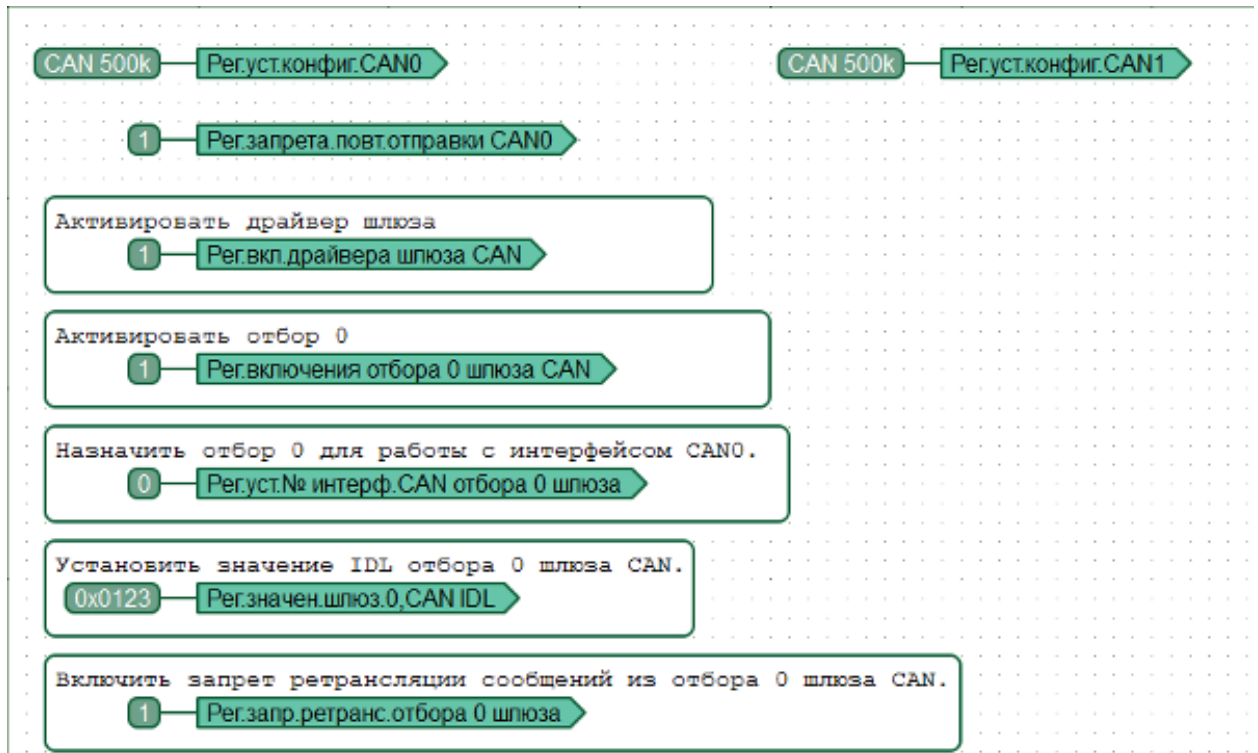 CAN 500k Рег.уст.конфиг.CAN0 CAN 500k Рег.уст.конфиг.CAN1
1 Рег.запрета.повт.отправки CAN0
Активировать драйвер шлюза
1 Рег.вкл.драйвера шлюза CAN
Активировать отбор 0
1 Рег.включения отбора 0 шлюза CAN
Назначить отбор 0 для работы с интерфейсом CAN0.
0 Рег.уст.№ интерф.CAN отбора 0 шлюза
Установить значение IDL отбора 0 шлюза CAN.
0x0123 Рег.значен.шлюз.0,CAN IDL
Включить запрет ретрансляции сообщений из отбора 0 шлюза CAN.
1 Рег.запр.ретранс.отбора 0 шлюза